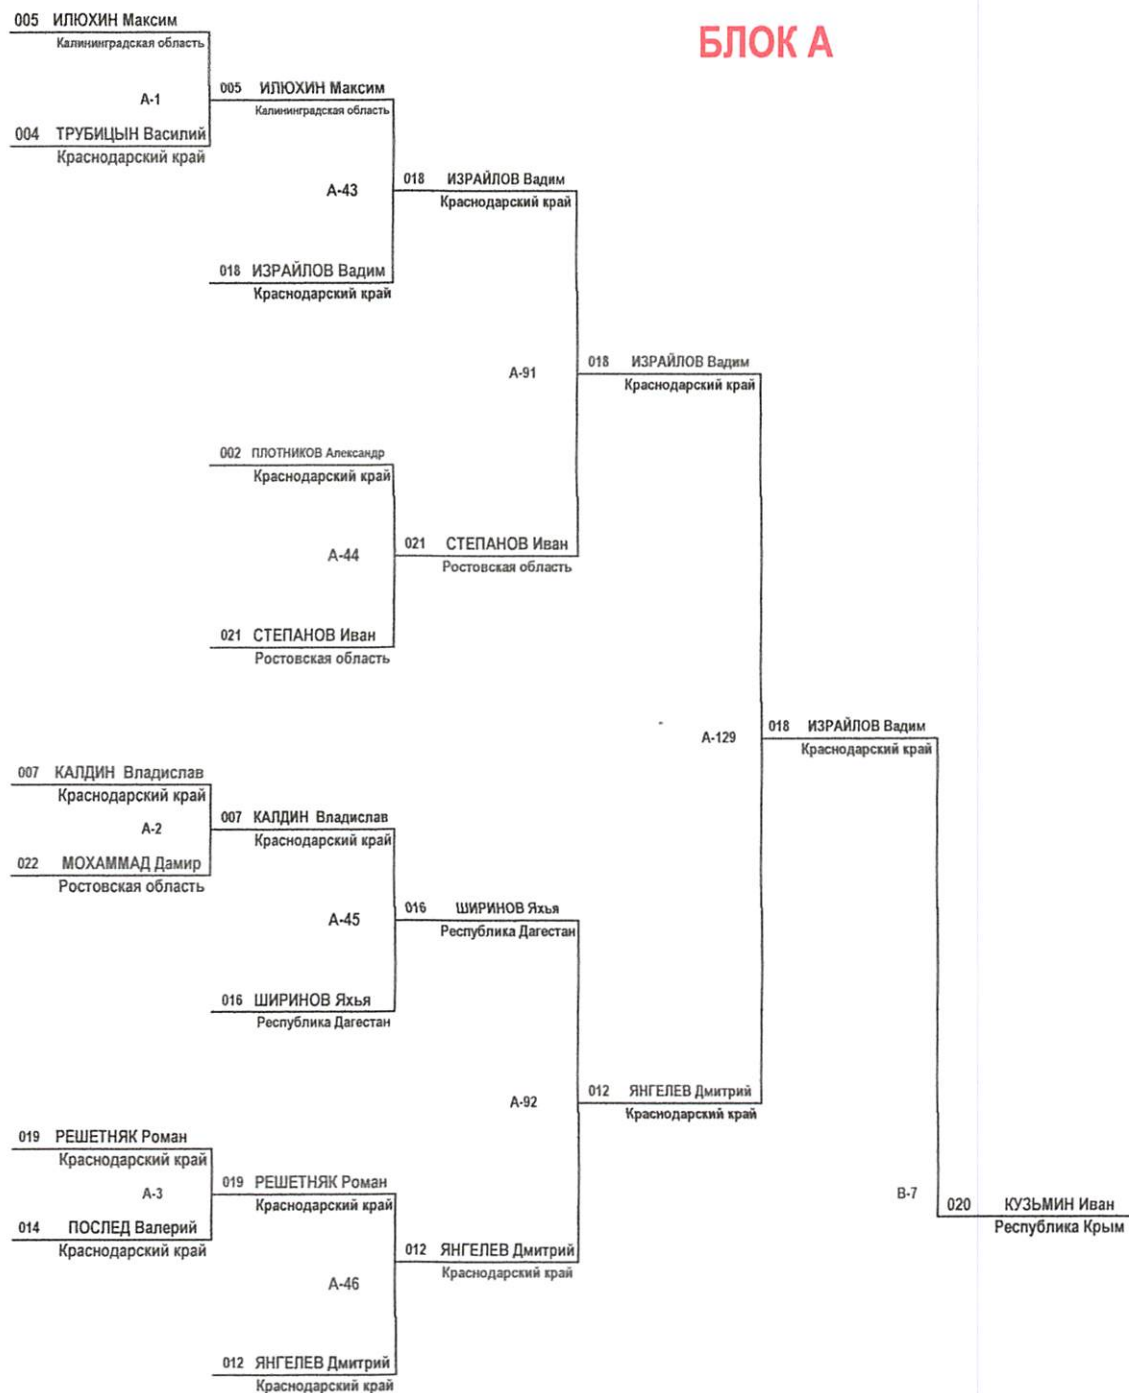 005 ИЛЮХИН Максим
БЛОК А
Калининградская область
005 ИЛЮХИН Максим
А-1
Калининградская область
004 ТРУБИЦЫН Василий
Краснодарский край
018 ИЗРАЙЛОВ Вадим
А-43
Краснодарский край
018 ИЗРАЙЛОВ Вадим
Краснодарский край
018 ИЗРАЙЛОВ Вадим
А-91
Краснодарский край
002 ПЛОТНИКОВ Александр
Краснодарский край
021 СТЕПАНОВ Иван
А-44
Ростовская область
021 СТЕПАНОВ Иван
Ростовская область
018 ИЗРАЙЛОВ Вадим
А-129
Краснодарский край
007 КАЛДИН Владислав
Краснодарский край
007 КАЛДИН Владислав
А-2
Краснодарский край
022 МОХАММАД Дамир
Ростовская область
016 ШИРИНОВ Яхья
А-45
Республика Дагестан
016 ШИРИНОВ Яхья
Республика Дагестан
012 ЯНГЕЛЕВ Дмитрий
А-92
Краснодарский край
019 РЕШЕТНЯК Роман
Краснодарский край
019 РЕШЕТНЯК Роман
А-3
Краснодарский край
В-7
020 КУЗЬМИН Иван
Республика Крым
014 ПОСЛЕД Валерий
Краснодарский край
012 ЯНГЕЛЕВ Дмитрий
Краснодарский край
А-46
012 ЯНГЕЛЕВ Дмитрий
Краснодарский край